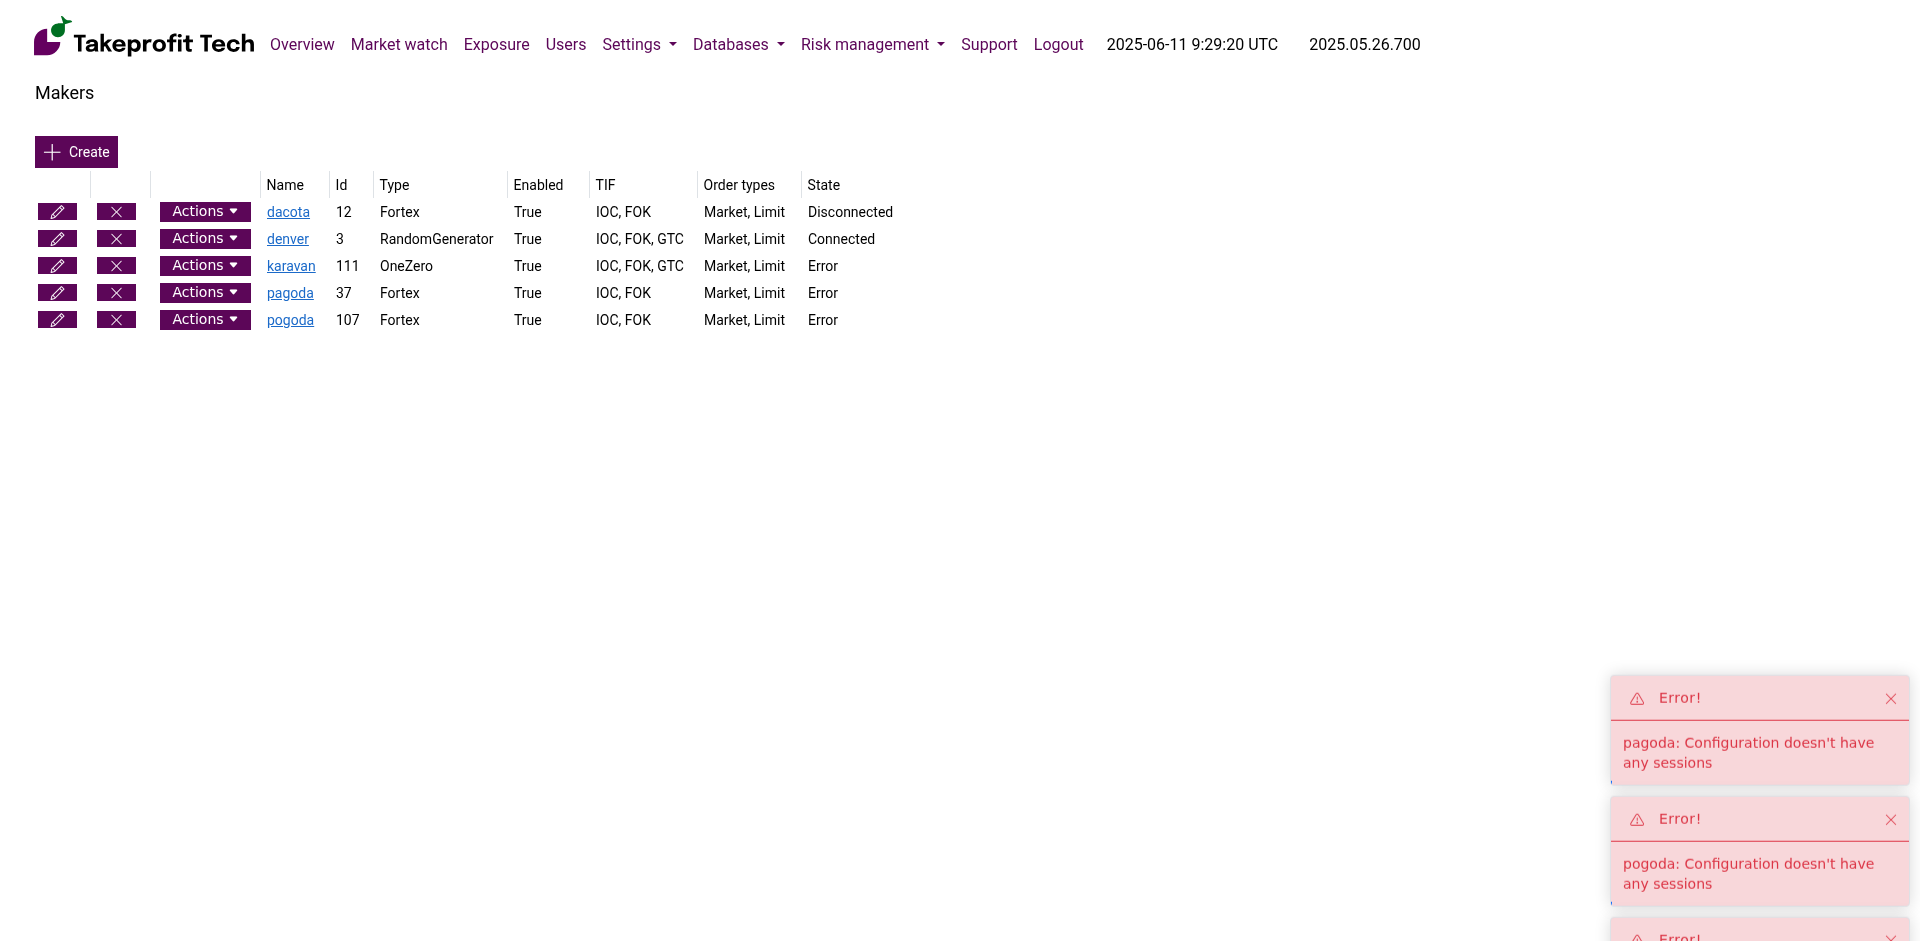 Takeprofit Tech Overview Market watch Exposure Users Settings Databases Risk management Support Logout 2025-06-11 9:29:20 UTC 2025.05.26.700
Makers
Create
Name Id Type Enabled TIF Order types State
Actions dacota 12 Fortex True IOC, FOK Market, Limit Disconnected
Actions denver 3 RandomGenerator True IOC, FOK, GTC Market, Limit Connected
Actions karavan 111 OneZero True IOC, FOK, GTC Market, Limit Error
Actions pagoda 37 Fortex True IOC, FOK Market, Limit Error
Actions pogoda 107 Fortex True IOC, FOK Market, Limit Error
Error!
pagoda: Configuration doesn't have
any sessions
Error!
pogoda: Configuration doesn't have
any sessions
Error!